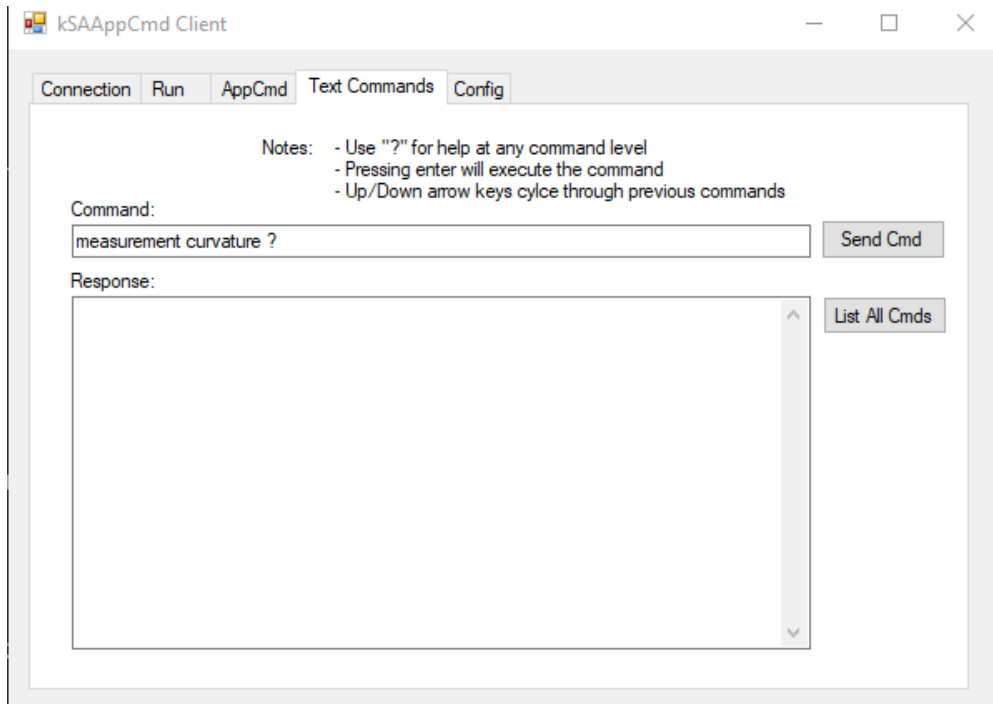 kSAAppCmd Client
Connection Run AppCmd Text Commands Config
Notes: - Use "?" for help at any command level
- Pressing enter will execute the command
- Up/Down arrow keys cylce through previous commands
Command:
measurement curvature ? Send Cmd
Response:
List All Cmds